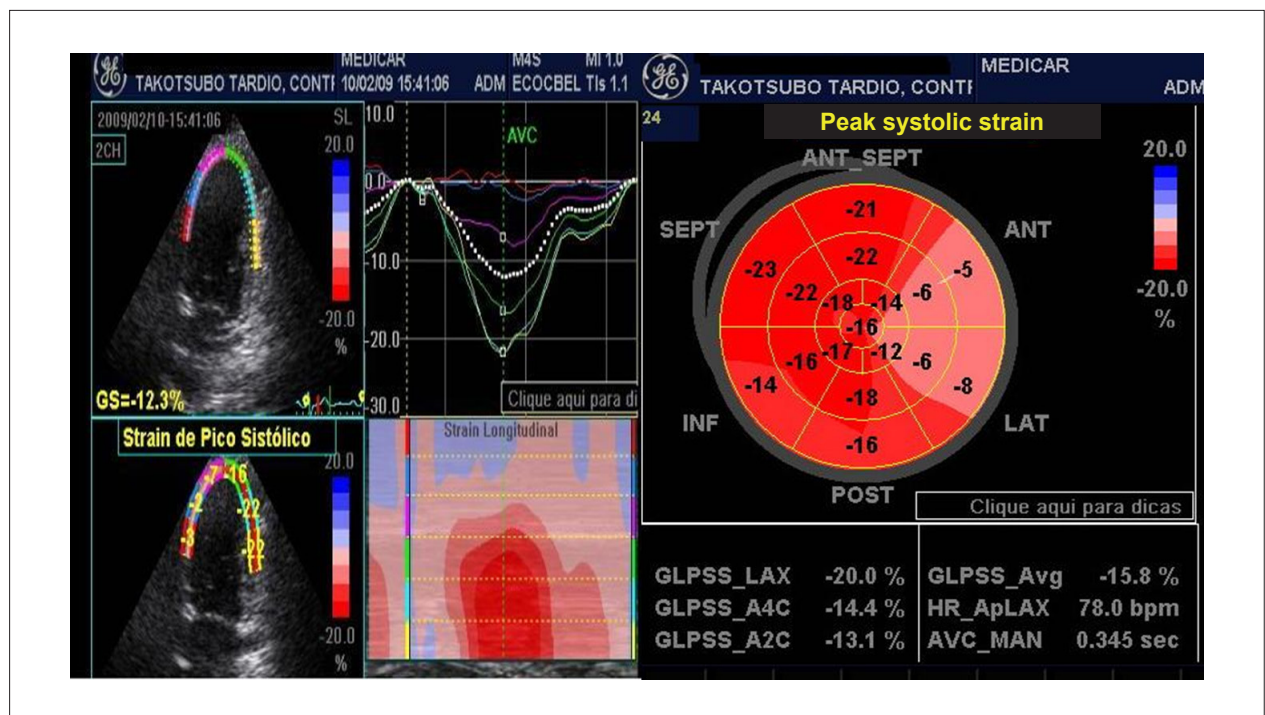 TAKOTSUBO TARDIO, CONTI
MEDICAR
10/02/09 15:41:06
ADM
M4S
MI 1.0
ECOCBEL TIs 1.1
2009/02/10-15:41:06
SL
2CH
20.0
-20.0
%
GS=-12.3%
10.0
AVC
0.0
-10.0
-20.0
-30.0
Clique aqui para di
Strain de Pico Sistólico
20.0
-7
-16
-2
-22
-3
-22
-20.0
%
Strain Longitudinal
TAKOTSUBO TARDIO, CONTI
MEDICAR
ADM
24
Peak systolic strain
20.0
-20.0
%
ANT_SEPT
SEPT
ANT
-21
-23
-22
-5
-22
-18
-14
-6
-16
-16
-17
-12
-6
-14
-18
-8
-16
INF
LAT
POST
Clique aqui para dicas
GLPSS_LAX -20.0 %
GLPSS_A4C -14.4 %
GLPSS_A2C -13.1 %
GLPSS_Avg -15.8 %
HR_ApLAX 78.0 bpm
AVC_MAN 0.345 sec